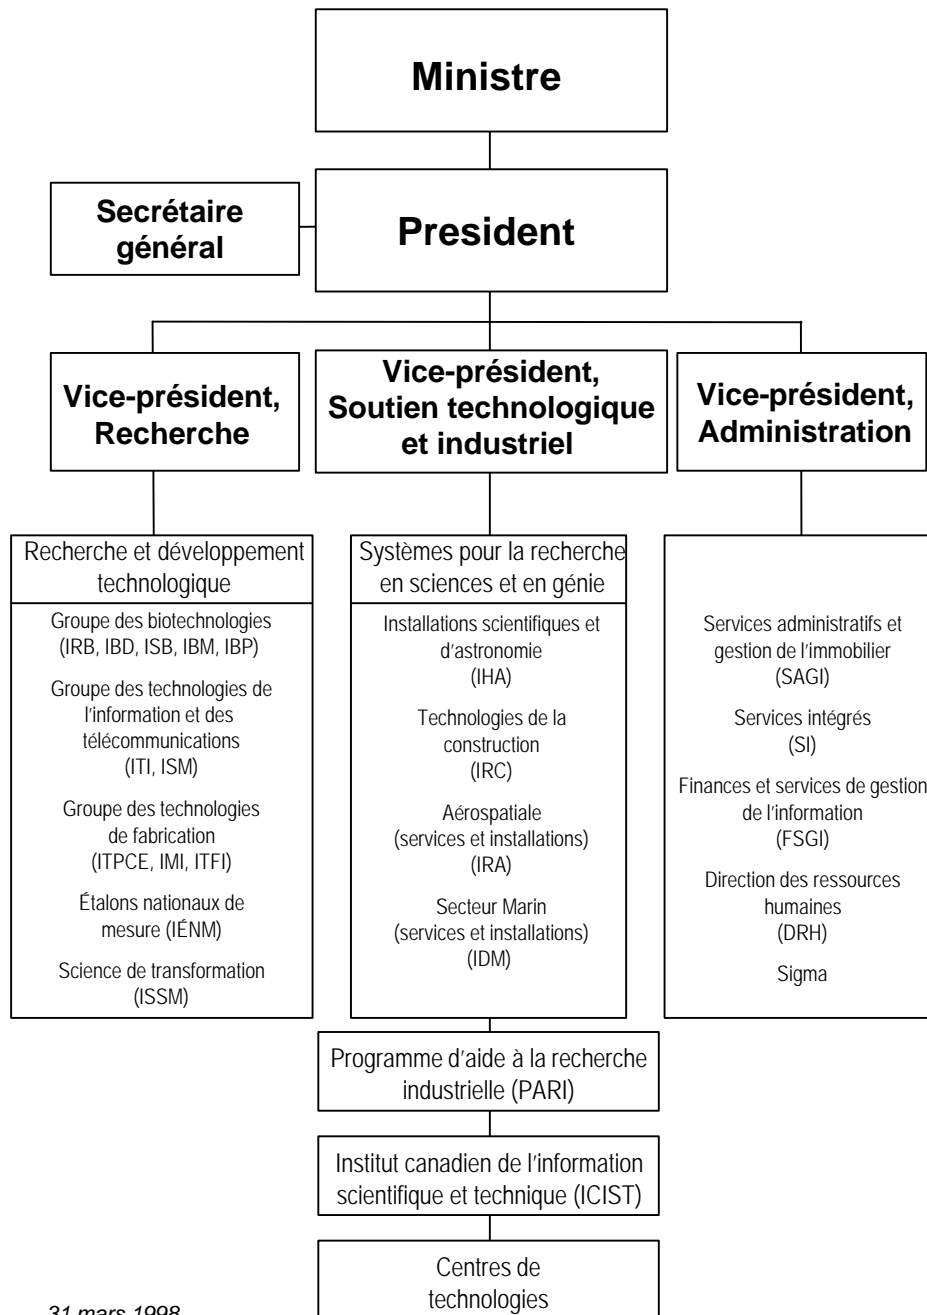 Ministre
Secrétaire
général
President
Vice-président,
Recherche
Vice-président,
Soutien technologique
et industriel
Vice-président,
Administration
Recherche et développement
technologique
Groupe des biotechnologies
(IRB, IBD, ISB, IBM, IBP)
Groupe des technologies de
l'information et des
télécommunications
(ITI, ISM)
Groupe des technologies
de fabrication
(ITPCE, IMI, ITFI)
Étalons nationaux de
mesure (IÉNM)
Science de transformation
(ISSM)
Systèmes pour la recherche
en sciences et en génie
Installations scientifiques et
d'astronomie
(IHA)
Technologies de la
construction
(IRC)
Aérospatiale
(services et installations)
(IRA)
Secteur Marin
(services et installations)
(IDM)
Services administratifs et
gestion de l'immobilier
(SAGI)
Services intégrés
(SI)
Finances et services de gestion
de l'information
(FSGI)
Direction des ressources
humaines
(DRH)
Sigma
Programme d'aide à la recherche
industrielle (PARI)
Institut canadien de l'information
scientifique et technique (ICIST)
Centres de
technologies
31 mars 1998